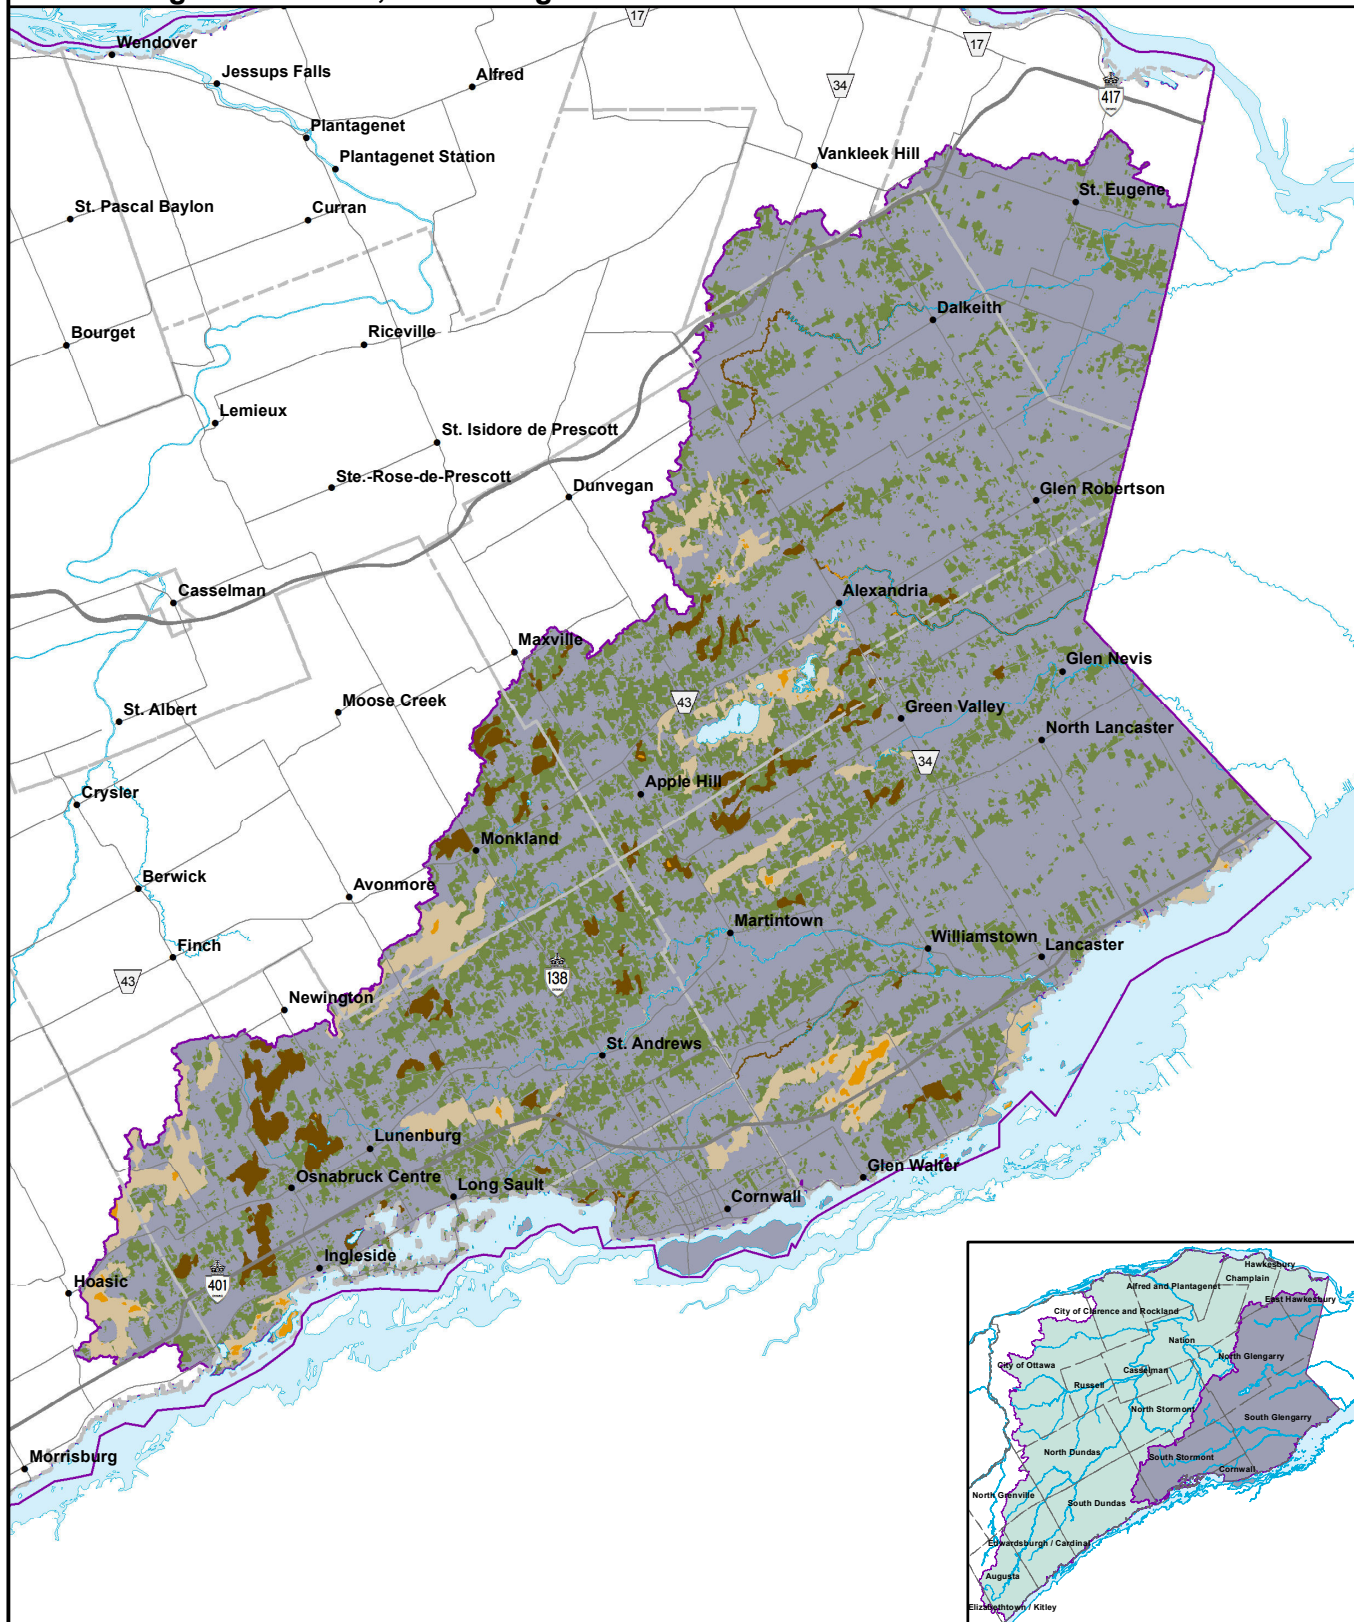 17
Wendover
17
Jessups Falls
Alfred
34
417
Plantagenet
Plantagenet Station
Vankleek Hill
St. Eugene
St. Pascal Baylon
Curran
Dalkeith
Bourget
Riceville
Lemieux
St. Isidore de Prescott
Ste.-Rose-de-Prescott
Dunvegan
Glen Robertson
Casselman
Alexandria
Maxville
Glen Nevis
43
Moose Creek
St. Albert
Green Valley
North Lancaster
34
Crysler
Apple Hill
Monkland
Berwick
Avonmore
Martintown
Williamstown
Lancaster
Finch
43
138
Newington
St. Andrews
Lunenburg
Osnabruck Centre
Long Sault
Glen Walter
Cornwall
Ingleside
Hoasic
401
Morrisburg
Hawkesbury
Champlain
Alfred and Plantagenet
East Hawkesbury
City of Clarence and Rockland
Nation
North Glengarry
City of Ottawa
Casselman
Russell
North Stormont
South Glengarry
North Dundas
South Stormont
Cornwall
North Grenville
South Dundas
Edwardsburgh / Cardinal
Augusta
Elizabethtown / Kitley